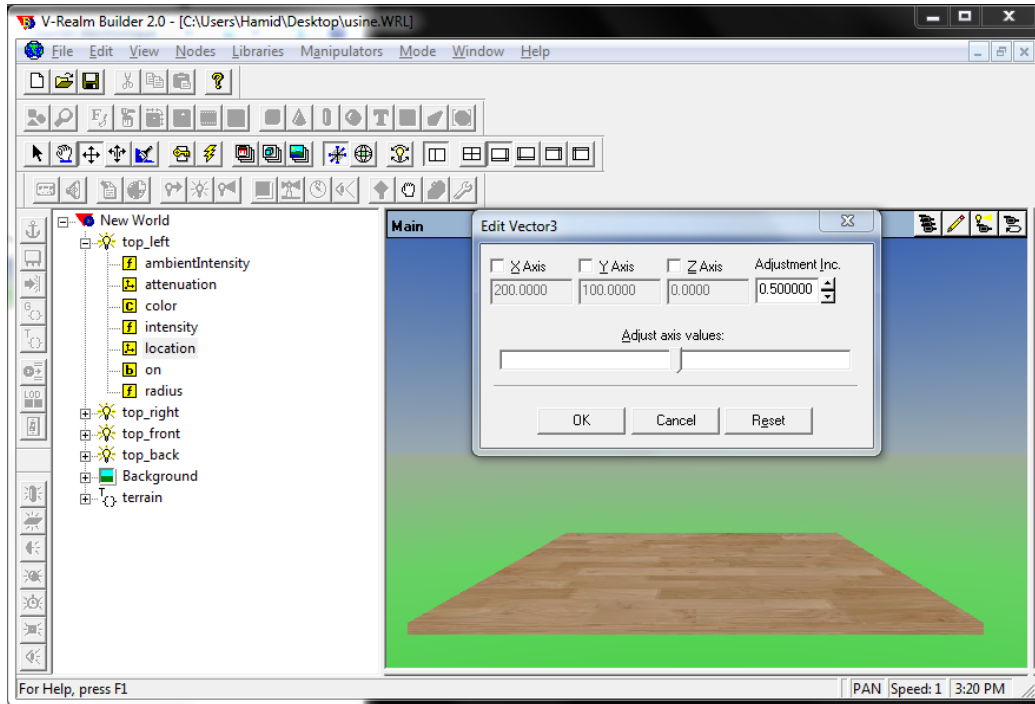 V-Realm Builder 2.0 - [C:\Users\Hamid\Desktop\usine.WRL]
File Edit View Nodes Libraries Manipulators Mode Window Help
New World
top_left
ambientIntensity
attenuation
color
intensity
location
on
radius
top_right
top_front
top_back
Background
terrain
Main
Edit Vector3
X Axis Y Axis Z Axis Adjustment Inc.
200.0000 100.0000 0.0000 0.500000
Adjust axis values:
OK Cancel Reset
For Help, press F1 PAN Speed: 1 3:20 PM